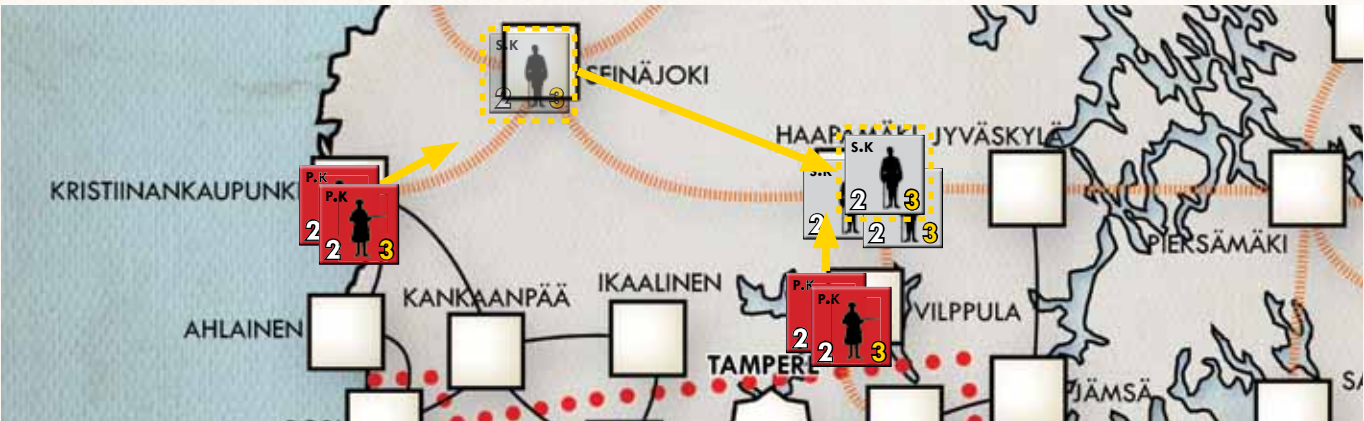 S.K
2 3
SEINÄJOKI
HAAPAMÄKI
JYVÄSKYLÄ
S.K
2 3
S.K
2
2 3
KRISTIINANKAUPUNKI
P.K
2
P.K
2 3
PIEKSÄMÄKI
IKAALINEN
KANKAANPÄÄ
AHLAINEN
P.K
2
P.K
2 3
VILPPULA
TAMPERE
JÄMSÄ